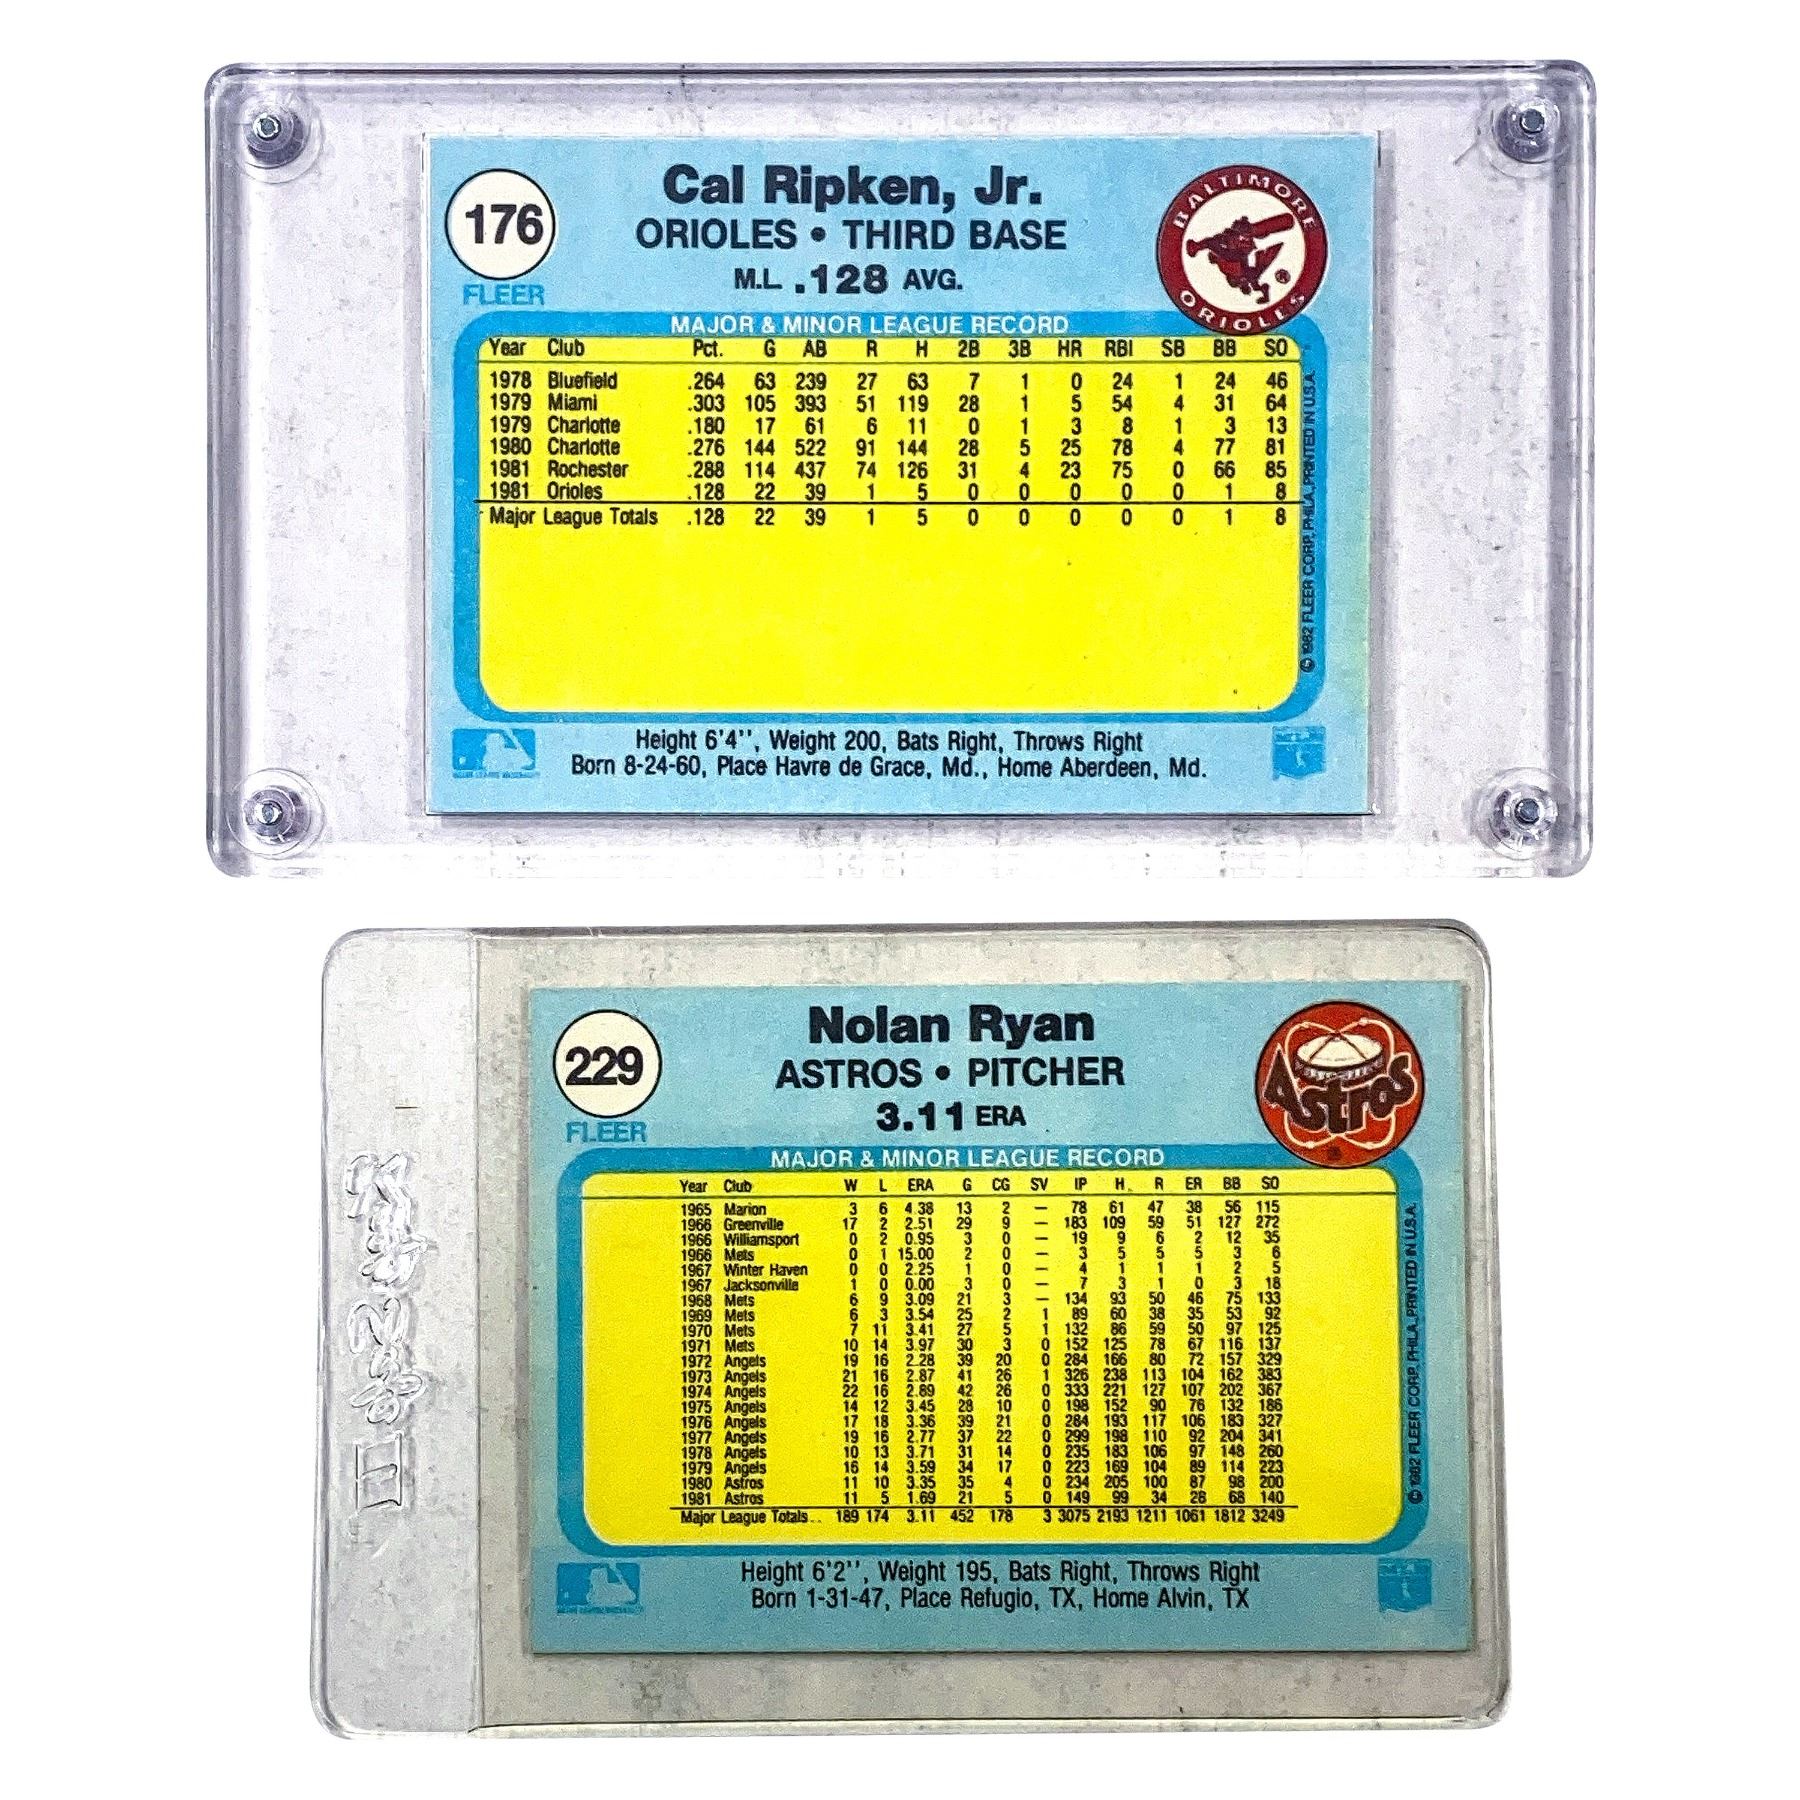 176
FLEER
Cal Ripken, Jr.
ORIOLES • THIRD BASE
M.L .128 AVG.
BALTIMORE ORIOLES ®
MAJOR & MINOR LEAGUE RECORD
Year Club Pct. G AB R H 2B 3B HR RBI SB BB SO
1978 Bluefield .264 63 239 27 63 7 1 0 24 1 24 46
1979 Miami .303 105 393 51 119 28 1 5 54 4 31 64
1979 Charlotte .180 17 61 6 11 0 1 3 8 1 3 13
1980 Charlotte .276 144 522 91 144 28 5 25 78 4 77 81
1981 Rochester .288 114 437 74 126 31 4 23 75 0 66 85
1981 Orioles .128 22 39 1 5 0 0 0 0 0 1 8
Major League Totals .128 22 39 1 5 0 0 0 0 0 1 8
© 1982 FLEER CORP. PHILA., PRINTED IN U.S.A.
Height 6'4'', Weight 200, Bats Right, Throws Right
Born 8-24-60, Place Havre de Grace, Md., Home Aberdeen, Md.
229
FLEER
Nolan Ryan
ASTROS • PITCHER
3.11 ERA
Astros
MAJOR & MINOR LEAGUE RECORD
Year Club W L ERA G CG SV IP H R ER BB SO
1965 Marion 3 6 4.38 13 2 — 78 61 47 38 56 115
1966 Greenville 17 2 2.51 29 9 — 183 109 59 51 127 272
1966 Williamsport 0 2 0.95 3 0 — 19 9 6 2 12 35
1966 Mets 0 1 15.00 2 0 — 3 5 5 5 3 6
1967 Winter Haven 0 0 2.25 1 0 — 4 1 1 1 2 5
1967 Jacksonville 1 0 0.00 3 0 — 7 3 1 0 3 18
1968 Mets 6 9 3.09 21 3 — 134 93 50 46 75 133
1969 Mets 6 3 3.54 25 2 1 89 60 38 35 53 92
1970 Mets 7 11 3.41 27 5 1 132 86 59 50 97 125
1971 Mets 10 14 3.97 30 3 0 152 125 78 67 116 137
1972 Angels 19 16 2.28 39 20 0 284 166 80 72 157 329
1973 Angels 21 16 2.87 41 26 1 326 238 113 104 162 383
1974 Angels 22 16 2.89 42 26 0 333 221 127 107 202 367
1975 Angels 14 12 3.45 28 10 0 198 152 90 76 132 186
1976 Angels 17 18 3.36 39 21 0 284 193 117 106 183 327
1977 Angels 19 16 2.77 37 22 0 299 198 110 92 204 341
1978 Angels 10 13 3.71 31 14 0 235 183 106 97 148 260
1979 Angels 16 14 3.59 34 17 0 223 169 104 89 114 223
1980 Astros 11 10 3.35 35 4 0 234 205 100 87 98 200
1981 Astros 11 5 1.69 21 5 0 149 99 34 28 68 140
Major League Totals.. 189 174 3.11 452 178 3 3075 2193 1211 1061 1812 3249
© 1982 FLEER CORP. PHILA., PRINTED IN U.S.A.
Height 6'2'', Weight 195, Bats Right, Throws Right
Born 1-31-47, Place Refugio, TX, Home Alvin, TX